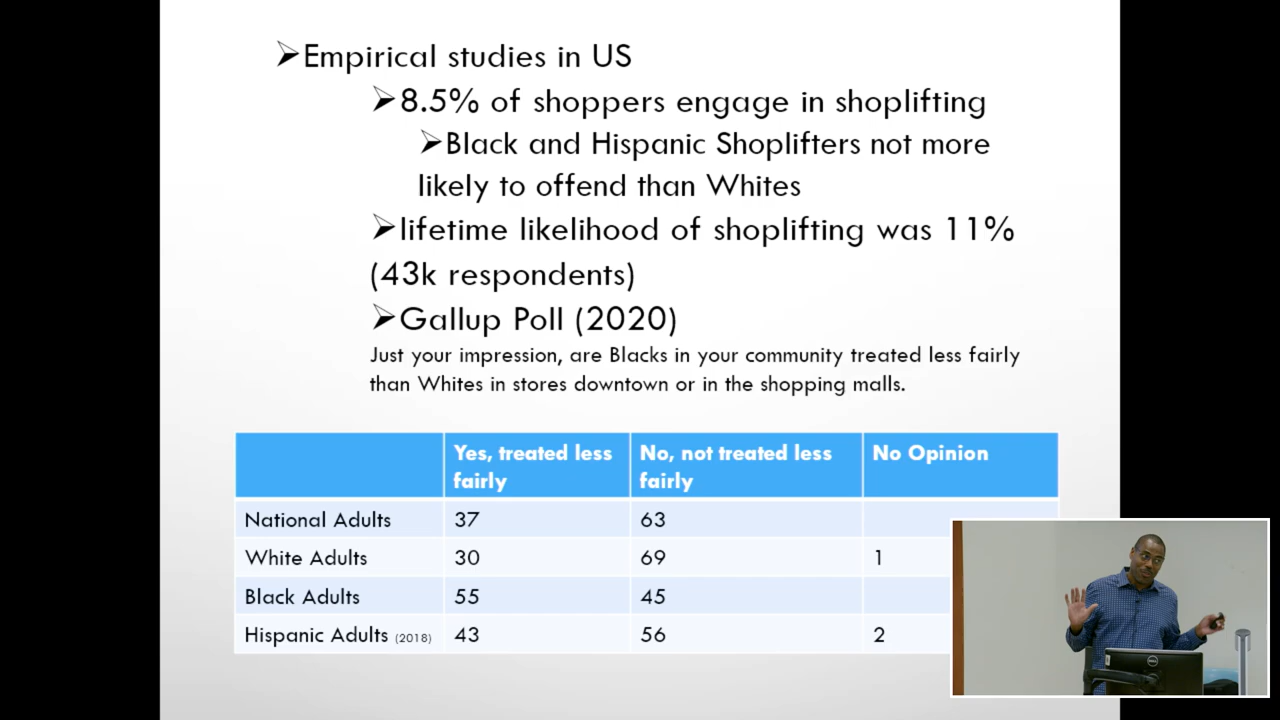 Empirical studies in US
8.5% of shoppers engage in shoplifting
Black and Hispanic Shoplifters not more
likely to offend than Whites
lifetime likelihood of shoplifting was 11%
(43k respondents)
Gallup Poll (2020)
Just your impression, are Blacks in your community treated less fairly
than Whites in stores downtown or in the shopping malls.
Yes, treated less fairly No, not treated less fairly No Opinion
National Adults 37 63
White Adults 30 69 1
Black Adults 55 45
Hispanic Adults (2018) 43 56 2
DELL